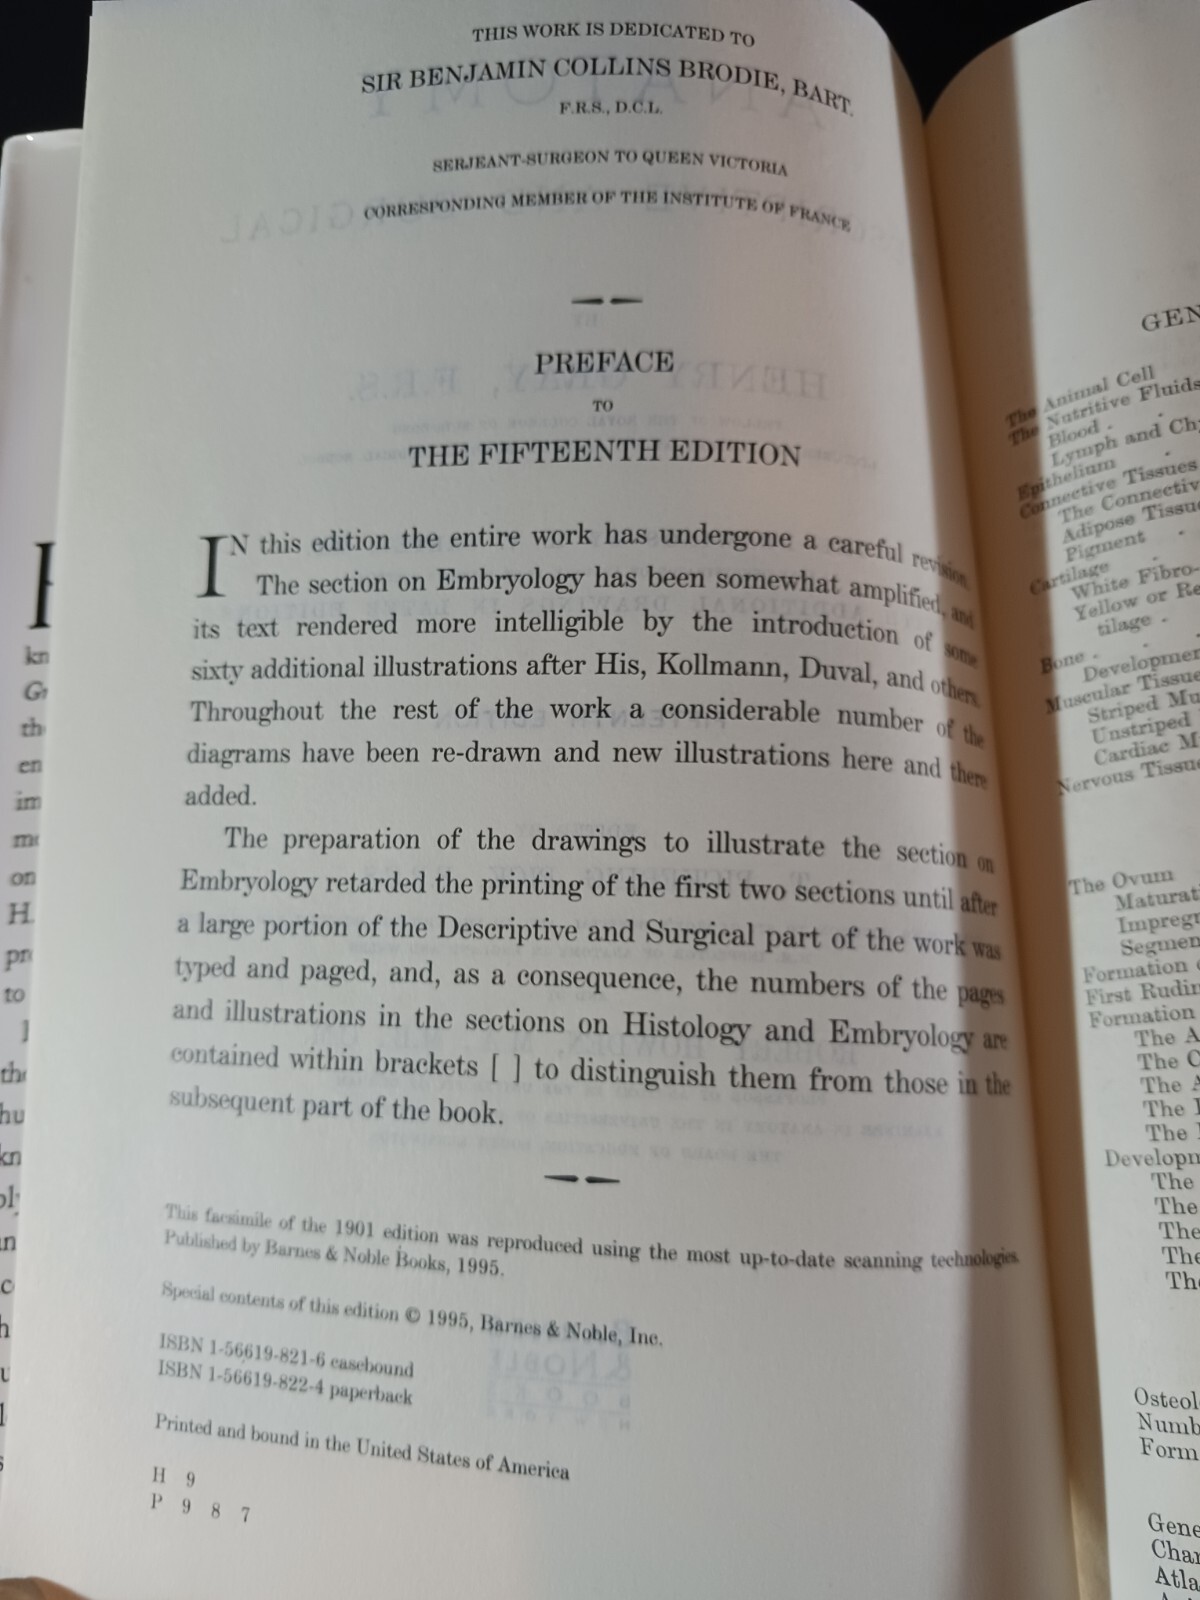 THIS WORK IS DEDICATED TO
SIR BENJAMIN COLLINS BRODIE, BART.
F.R.S., D.C.L.
SERJEANT-SURGEON TO QUEEN VICTORIA
CORRESPONDING MEMBER OF THE INSTITUTE OF FRANCE
PREFACE
TO
THE FIFTEENTH EDITION
IN this edition the entire work has undergone a careful revision.
The section on Embryology has been somewhat amplified, and
its text rendered more intelligible by the introduction of some
sixty additional illustrations after His, Kollmann, Duval, and others.
Throughout the rest of the work a considerable number of the
diagrams have been re-drawn and new illustrations here and there
added.
The preparation of the drawings to illustrate the section on
Embryology retarded the printing of the first two sections until after
a large portion of the Descriptive and Surgical part of the work was
typed and paged, and, as a consequence, the numbers of the pages
and illustrations in the sections on Histology and Embryology are
contained within brackets [ ] to distinguish them from those in the
subsequent part of the book.
This facsimile of the 1901 edition was reproduced using the most up-to-date scanning technologies.
Published by Barnes & Noble Books, 1995.
Special contents of this edition © 1995, Barnes & Noble, Inc.
ISBN 1-56619-821-6 casebound
ISBN 1-56619-822-4 paperback
Printed and bound in the United States of America
H 9
P 9 8 7
GEN
The Animal Cell
The Nutritive Fluids
Blood .
Lymph and Ch
Epithelium
Connective Tissues
The Connectiv
Adipose Tissu
Pigment
Cartilage
White Fibro-
Yellow or Re
tilage .
Bone .
Developmen
Muscular Tissue
Striped Mu
Unstriped
Cardiac M
Nervous Tissu
The Ovum
Maturati
Impregn
Segmen
Formation
First Rudin
Formation
The A
The C
The A
The
The
Developm
The
The
The
The
Th
Osteol
Numb
Form
Gene
Char
Atla